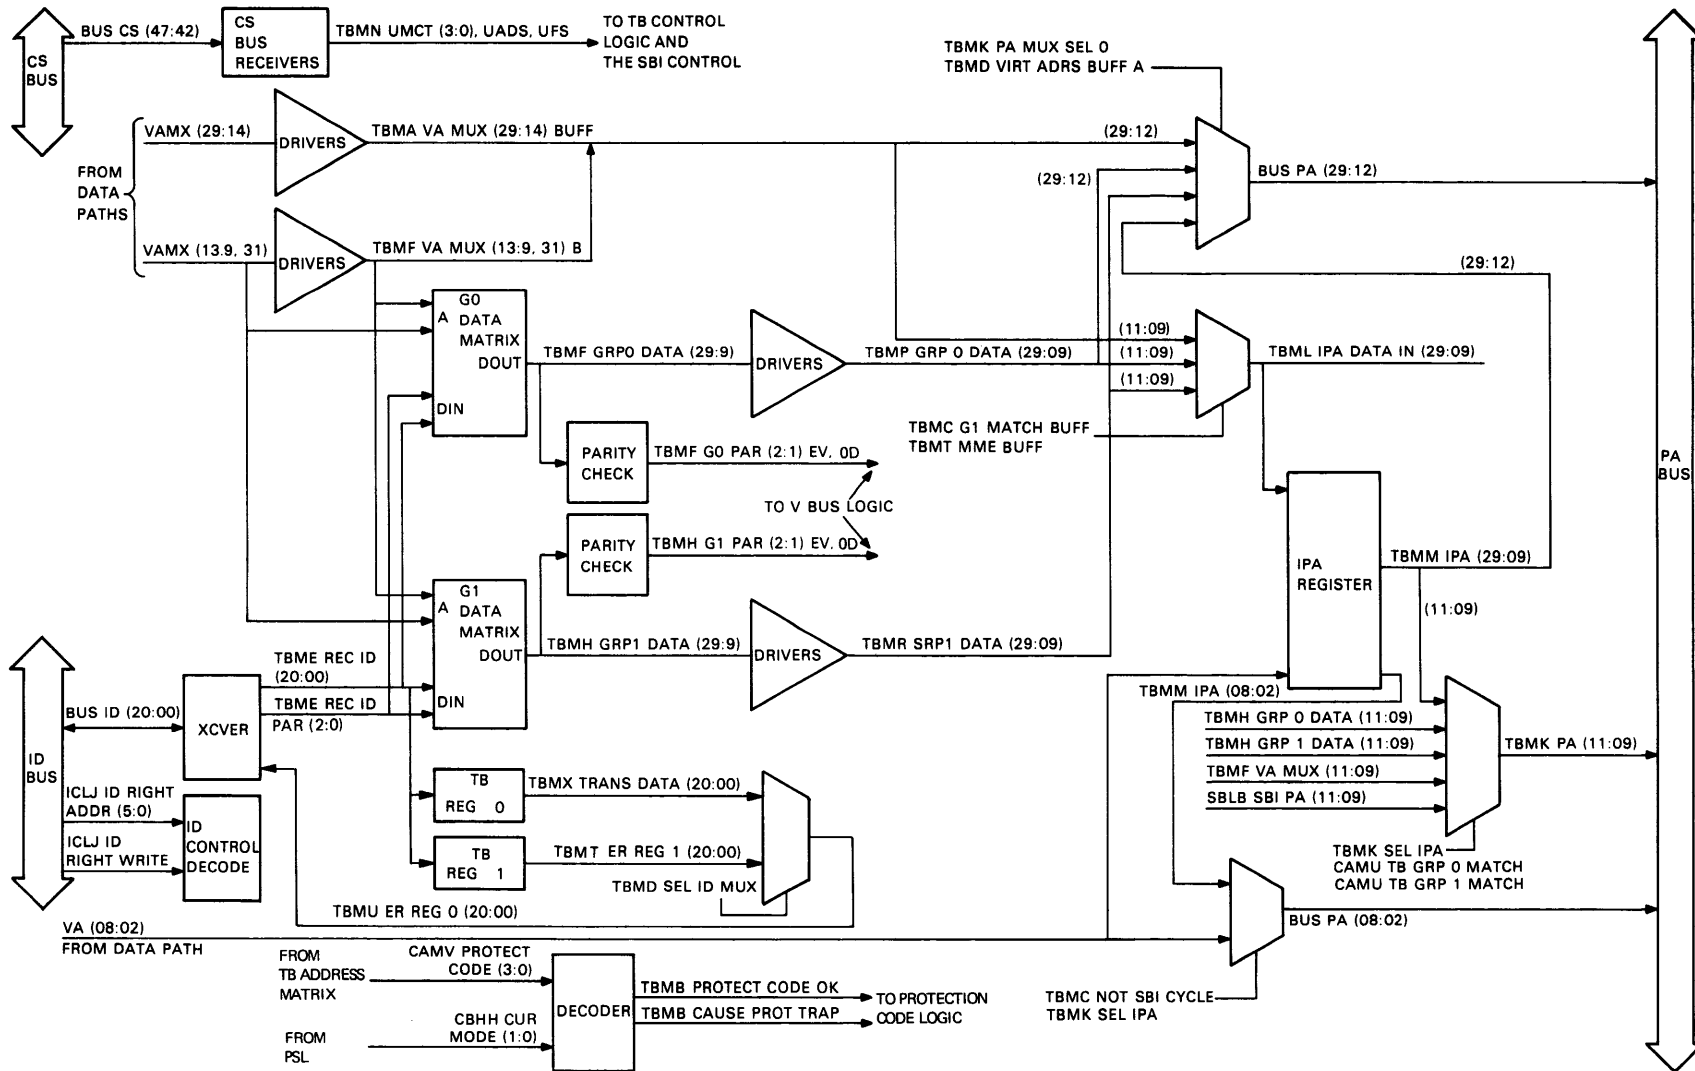 CS
BUS
BUS CS (47:42)
CS
BUS
RECEIVERS
TBMN UMCT (3:0), UADS, UFS
TO TB CONTROL
LOGIC AND
THE SBI CONTROL
TBMK PA MUX SEL 0
TBMD VIRT ADRS BUFF A
FROM
DATA
PATHS
VAMX (29:14)
DRIVERS
TBMA VA MUX (29:14) BUFF
(29:12)
(29:12)
BUS PA (29:12)
VAMX (13.9, 31)
DRIVERS
TBMF VA MUX (13:9, 31) B
(29:12)
G0
A DATA
MATRIX
DOUT
DIN
TBMF GRP0 DATA (29:9)
DRIVERS
TBMP GRP 0 DATA (29:09)
(11:09)
(11:09)
(11:09)
TBML IPA DATA IN (29:09)
TBMC G1 MATCH BUFF
TBMT MME BUFF
PARITY
CHECK
TBMF G0 PAR (2:1) EV, 0D
TO V BUS LOGIC
PARITY
CHECK
TBMH G1 PAR (2:1) EV, 0D
PA
BUS
IPA
REGISTER
TBMM IPA (29:09)
(11:09)
G1
A DATA
MATRIX
DOUT
DIN
TBMH GRP1 DATA (29:9)
DRIVERS
TBMR SRP1 DATA (29:09)
TBMM IPA (08:02)
ID
BUS
BUS ID (20:00)
XCVER
TBME REC ID
(20:00)
TBME REC ID
PAR (2:0)
TBMH GRP 0 DATA (11:09)
TBMH GRP 1 DATA (11:09)
TBMF VA MUX (11:09)
SBLB SBI PA (11:09)
TBMK PA (11:09)
TBMK SEL IPA
CAMU TB GRP 0 MATCH
CAMU TB GRP 1 MATCH
ICLJ ID RIGHT
ADDR (5:0)
ICLJ ID
RIGHT WRITE
ID
CONTROL
DECODE
TB
REG 0
TBMX TRANS DATA (20:00)
TB
REG 1
TBMT ER REG 1 (20:00)
TBMD SEL ID MUX
TBMU ER REG 0 (20:00)
VA (08:02)
FROM DATA PATH
BUS PA (08:02)
TBMC NOT SBI CYCLE
TBMK SEL IPA
FROM
TB ADDRESS
MATRIX
CAMV PROTECT
CODE (3:0)
FROM
PSL
CBHH CUR
MODE (1:0)
DECODER
TBMB PROTECT CODE OK
TBMB CAUSE PROT TRAP
TO PROTECTION
CODE LOGIC